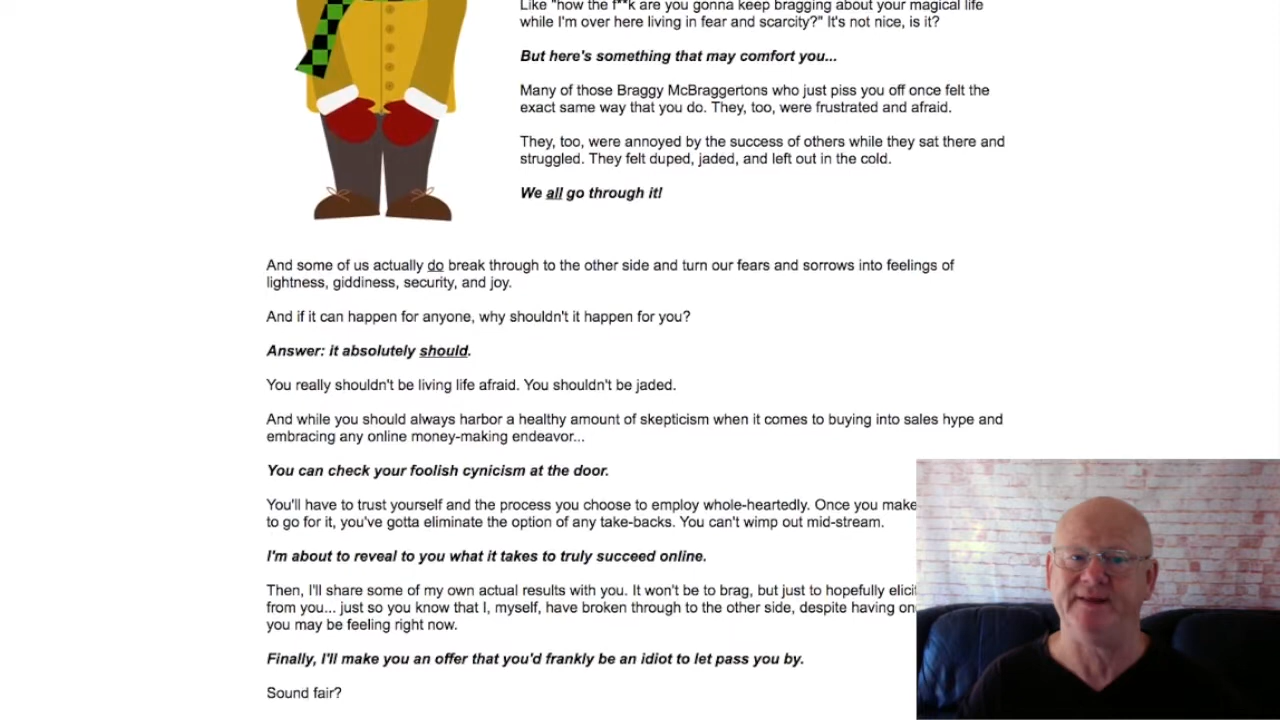 Like "how the f**k are you gonna keep bragging about your magical life
while I'm over here living in fear and scarcity?" It's not nice, is it?
But here's something that may comfort you...
Many of those Braggy McBraggertons who just piss you off once felt the
exact same way that you do. They, too, were frustrated and afraid.
They, too, were annoyed by the success of others while they sat there and
struggled. They felt duped, jaded, and left out in the cold.
We all go through it!
And some of us actually do break through to the other side and turn our fears and sorrows into feelings of
lightness, giddiness, security, and joy.
And if it can happen for anyone, why shouldn't it happen for you?
Answer: it absolutely should.
You really shouldn't be living life afraid. You shouldn't be jaded.
And while you should always harbor a healthy amount of skepticism when it comes to buying into sales hype and
embracing any online money-making endeavor...
You can check your foolish cynicism at the door.
You'll have to trust yourself and the process you choose to employ whole-heartedly. Once you make
to go for it, you've gotta eliminate the option of any take-backs. You can't wimp out mid-stream.
I'm about to reveal to you what it takes to truly succeed online.
Then, I'll share some of my own actual results with you. It won't be to brag, but just to hopefully elicit
from you... just so you know that I, myself, have broken through to the other side, despite having
you may be feeling right now.
Finally, I'll make you an offer that you'd frankly be an idiot to let pass you by.
Sound fair?